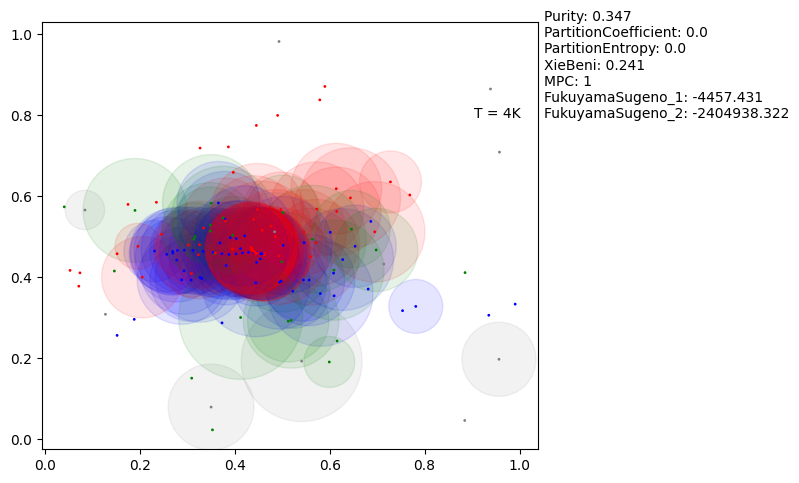 Purity: 0.347
PartitionCoefficient: 0.0
PartitionEntropy: 0.0
XieBeni: 0.241
MPC: 1
FukuyamaSugeno_1: -4457.431
FukuyamaSugeno_2: -2404938.322
T = 4K
1.0
0.8
0.6
0.4
0.2
0.0
0.0 0.2 0.4 0.6 0.8 1.0